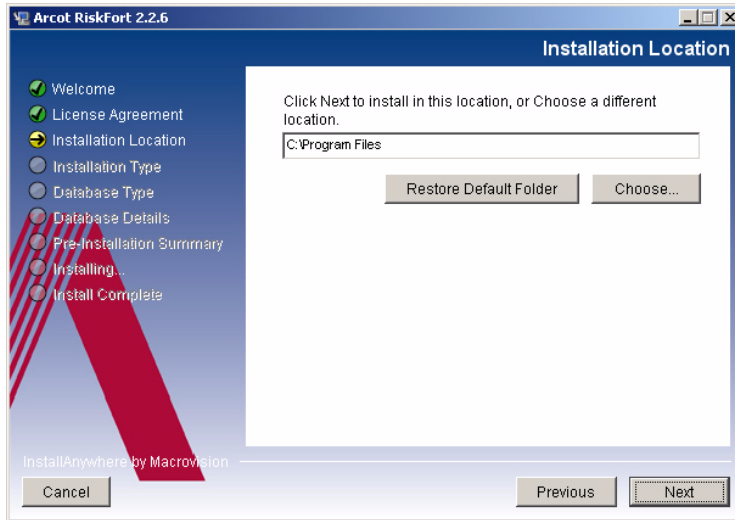 Arcot RiskFort 2.2.6
Installation Location
Welcome
License Agreement
Installation Location
Installation Type
Database Type
Database Details
Pre-Installation Summary
Installing...
Install Complete
Click Next to install in this location, or Choose a different
location.
C:\Program Files
Restore Default Folder
Choose...
InstallAnywhere by Macrovision
Cancel
Previous
Next